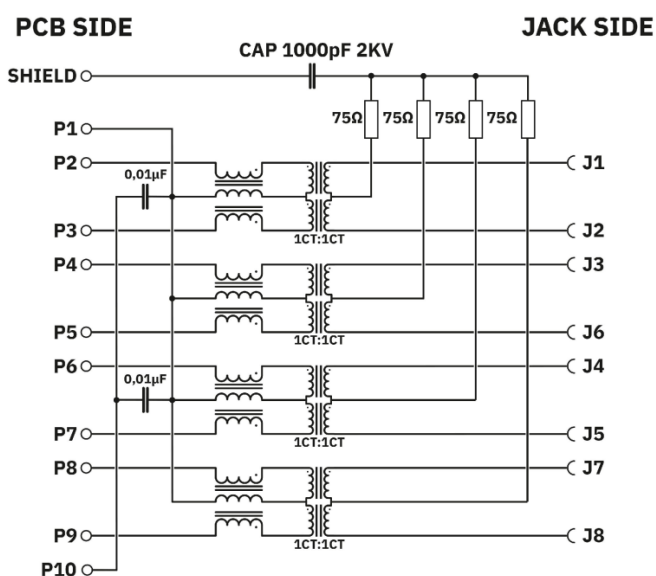 PCB SIDE
JACK SIDE
CAP 1000pF 2KV
SHIELD
75Ω 75Ω 75Ω 75Ω
P1
P2
J1
0,01µF
P3
J2
1CT:1CT
P4
J3
P5
J6
1CT:1CT
P6
J4
0,01µF
P7
J5
1CT:1CT
P8
J7
P9
J8
1CT:1CT
P10